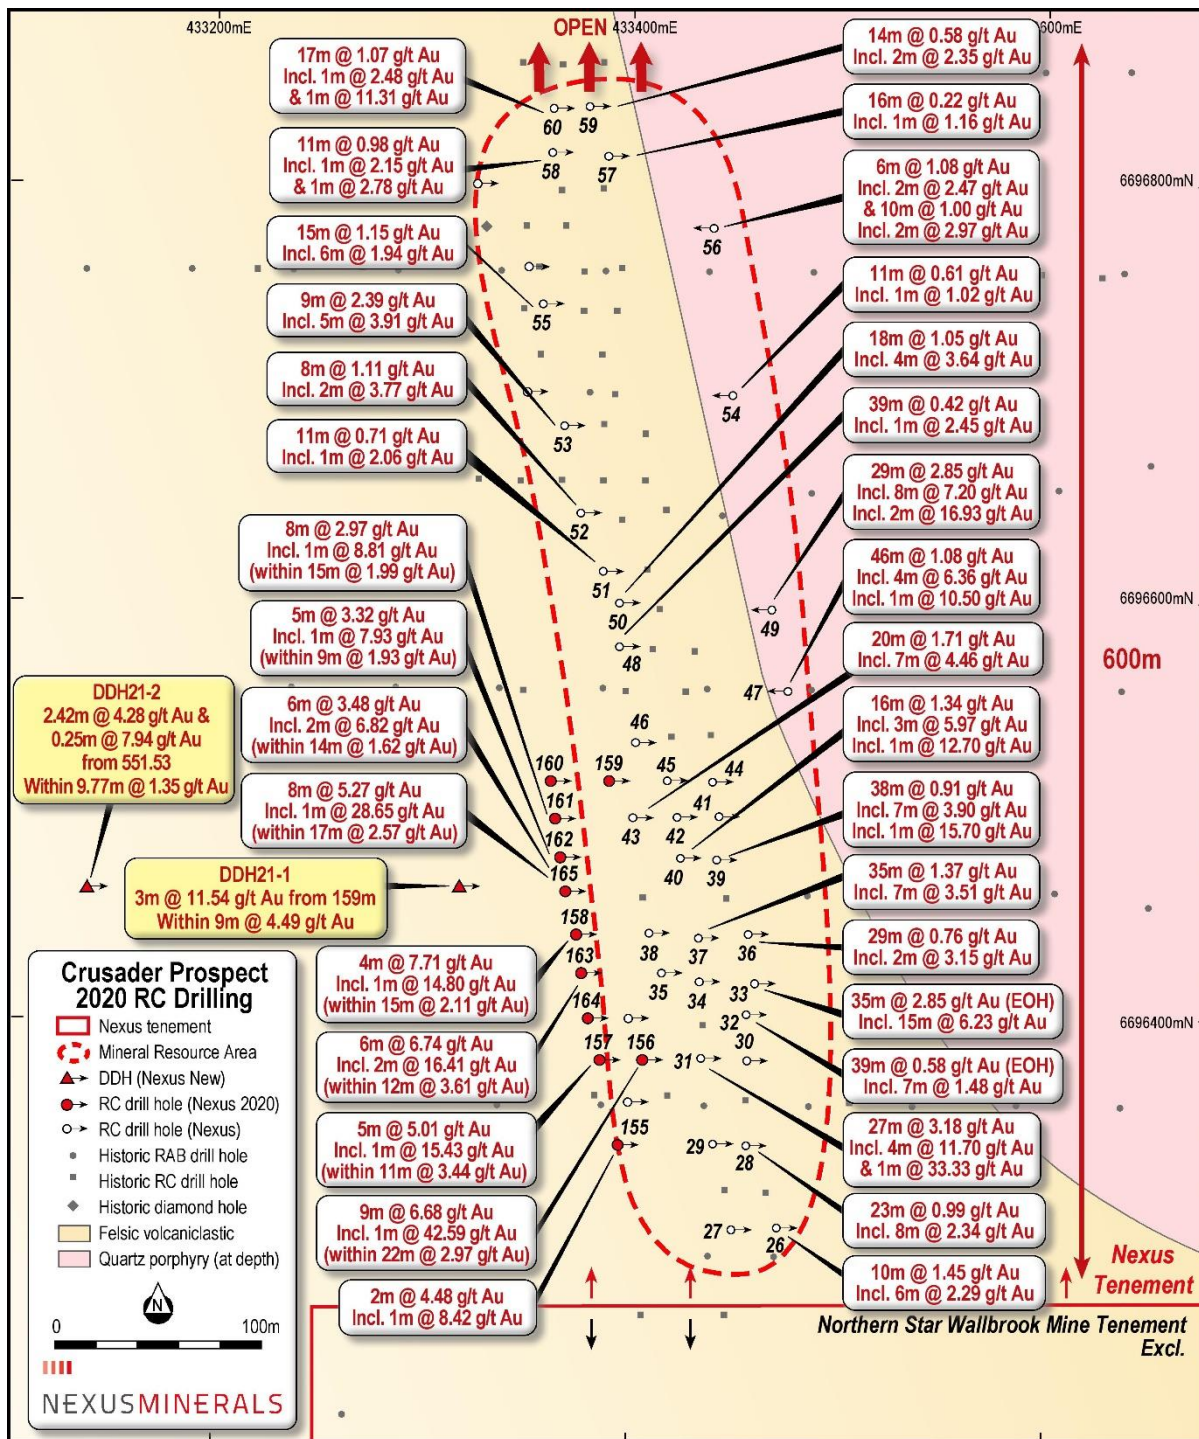 433200mE
OPEN
433400mE
600mE
17m @ 1.07 g/t Au
Incl. 1m @ 2.48 g/t Au
& 1m @ 11.31 g/t Au
11m @ 0.98 g/t Au
Incl. 1m @ 2.15 g/t Au
& 1m @ 2.78 g/t Au
15m @ 1.15 g/t Au
Incl. 6m @ 1.94 g/t Au
9m @ 2.39 g/t Au
Incl. 5m @ 3.91 g/t Au
8m @ 1.11 g/t Au
Incl. 2m @ 3.77 g/t Au
11m @ 0.71 g/t Au
Incl. 1m @ 2.06 g/t Au
8m @ 2.97 g/t Au
Incl. 1m @ 8.81 g/t Au
(within 15m @ 1.99 g/t Au)
5m @ 3.32 g/t Au
Incl. 1m @ 7.93 g/t Au
(within 9m @ 1.93 g/t Au)
6m @ 3.48 g/t Au
Incl. 2m @ 6.82 g/t Au
(within 14m @ 1.62 g/t Au)
8m @ 5.27 g/t Au
Incl. 1m @ 28.65 g/t Au
(within 17m @ 2.57 g/t Au)
DDH21-2
2.42m @ 4.28 g/t Au &
0.25m @ 7.94 g/t Au
from 551.53
Within 9.77m @ 1.35 g/t Au
DDH21-1
3m @ 11.54 g/t Au from 159m
Within 9m @ 4.49 g/t Au
4m @ 7.71 g/t Au
Incl. 1m @ 14.80 g/t Au
(within 15m @ 2.11 g/t Au)
6m @ 6.74 g/t Au
Incl. 2m @ 16.41 g/t Au
(within 12m @ 3.61 g/t Au)
5m @ 5.01 g/t Au
Incl. 1m @ 15.43 g/t Au
(within 11m @ 3.44 g/t Au)
9m @ 6.68 g/t Au
Incl. 1m @ 42.59 g/t Au
(within 22m @ 2.97 g/t Au)
2m @ 4.48 g/t Au
Incl. 1m @ 8.42 g/t Au
60
59
58
57
56
55
54
53
52
51
50
49
48
47
46
160
159
45
44
161
43
42
41
162
40
39
165
158
38
37
36
163
35
34
33
164
32
157
156
31
30
155
29
28
27
26
14m @ 0.58 g/t Au
Incl. 2m @ 2.35 g/t Au
16m @ 0.22 g/t Au
Incl. 1m @ 1.16 g/t Au
6m @ 1.08 g/t Au
Incl. 2m @ 2.47 g/t Au
& 10m @ 1.00 g/t Au
Incl. 2m @ 2.97 g/t Au
11m @ 0.61 g/t Au
Incl. 1m @ 1.02 g/t Au
18m @ 1.05 g/t Au
Incl. 4m @ 3.64 g/t Au
39m @ 0.42 g/t Au
Incl. 1m @ 2.45 g/t Au
29m @ 2.85 g/t Au
Incl. 8m @ 7.20 g/t Au
Incl. 2m @ 16.93 g/t Au
46m @ 1.08 g/t Au
Incl. 4m @ 6.36 g/t Au
Incl. 1m @ 10.50 g/t Au
20m @ 1.71 g/t Au
Incl. 7m @ 4.46 g/t Au
16m @ 1.34 g/t Au
Incl. 3m @ 5.97 g/t Au
Incl. 1m @ 12.70 g/t Au
38m @ 0.91 g/t Au
Incl. 7m @ 3.90 g/t Au
Incl. 1m @ 15.70 g/t Au
35m @ 1.37 g/t Au
Incl. 7m @ 3.51 g/t Au
29m @ 0.76 g/t Au
Incl. 2m @ 3.15 g/t Au
35m @ 2.85 g/t Au (EOH)
Incl. 15m @ 6.23 g/t Au
39m @ 0.58 g/t Au (EOH)
Incl. 7m @ 1.48 g/t Au
27m @ 3.18 g/t Au
Incl. 4m @ 11.70 g/t Au
& 1m @ 33.33 g/t Au
23m @ 0.99 g/t Au
Incl. 8m @ 2.34 g/t Au
10m @ 1.45 g/t Au
Incl. 6m @ 2.29 g/t Au
6696800mN
6696600mN
600m
6696400mN
Nexus
Tenement
Northern Star Wallbrook Mine Tenement
Excl.
Crusader Prospect
2020 RC Drilling
Nexus tenement
Mineral Resource Area
DDH (Nexus New)
RC drill hole (Nexus 2020)
RC drill hole (Nexus)
Historic RAB drill hole
Historic RC drill hole
Historic diamond hole
Felsic volcaniclastic
Quartz porphyry (at depth)
N
0 100m
NEXUSMINERALS